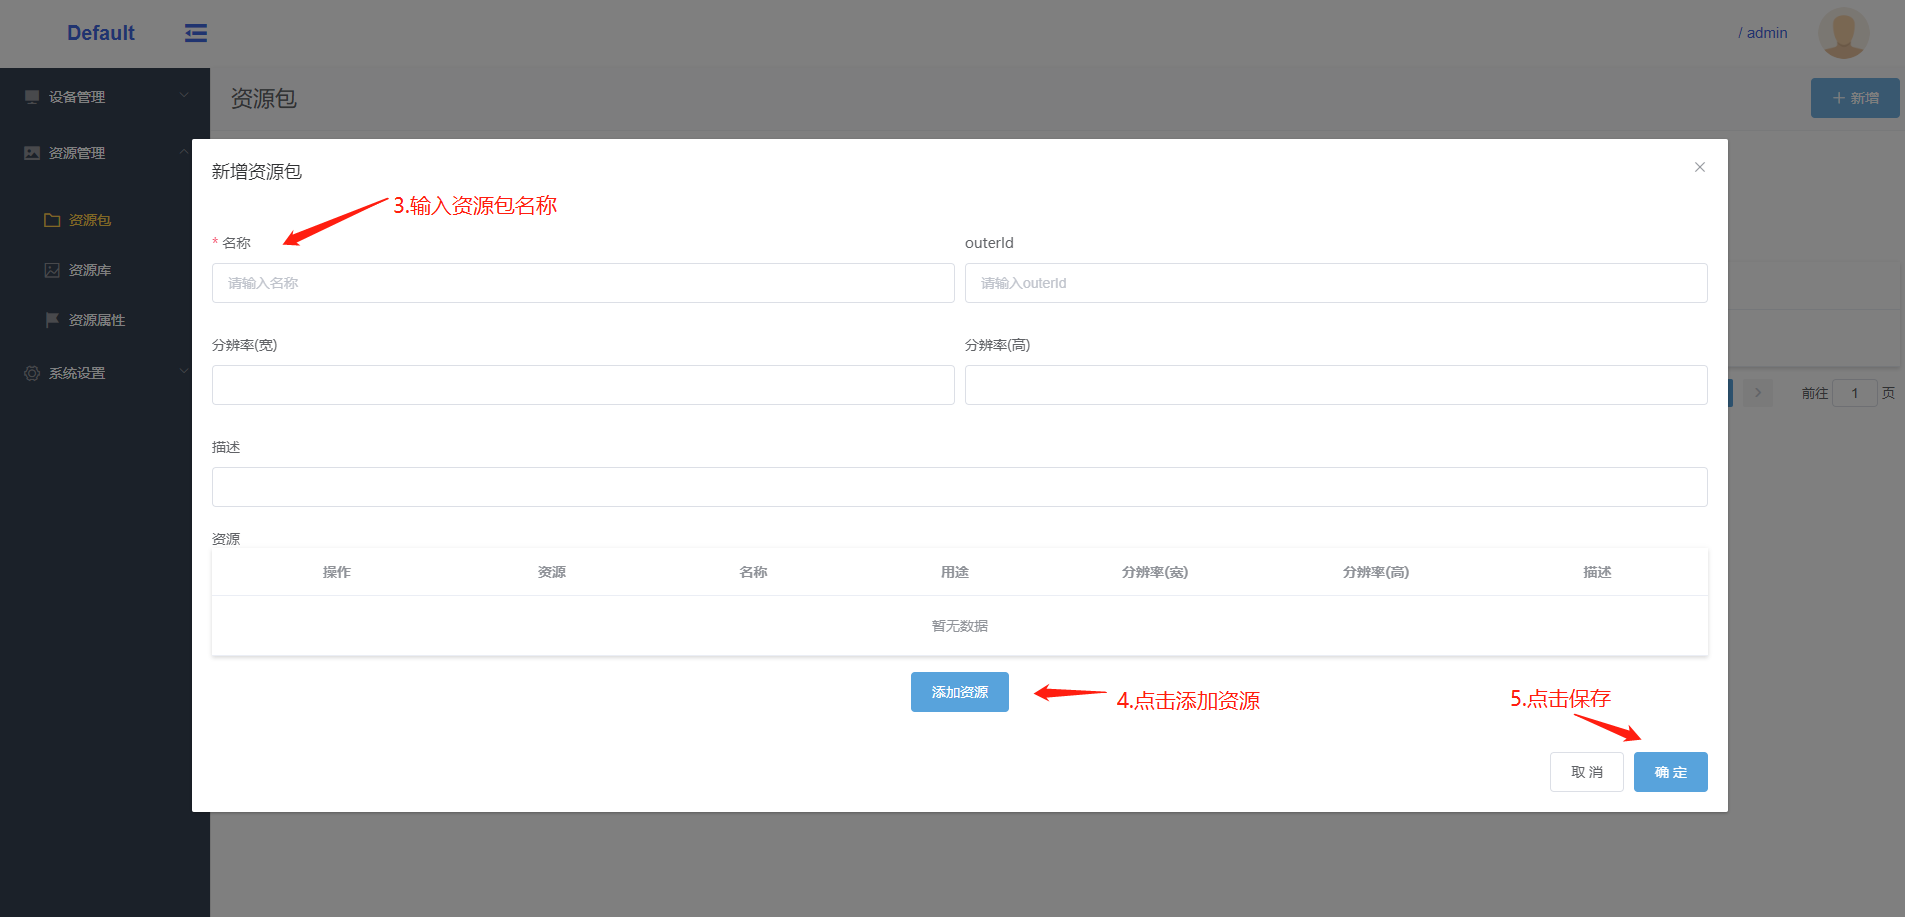 Default
/ admin
设备管理
资源包
+ 新增
资源管理
新增资源包
3.输入资源包名称
资源包
* 名称
outerId
资源库
请输入名称
请输入outerId
资源属性
分辨率(宽)
分辨率(高)
系统设置
前往 1 页
描述
资源
操作 资源 名称 用途 分辨率(宽) 分辨率(高) 描述
暂无数据
添加资源
4.点击添加资源
5.点击保存
取 消
确 定